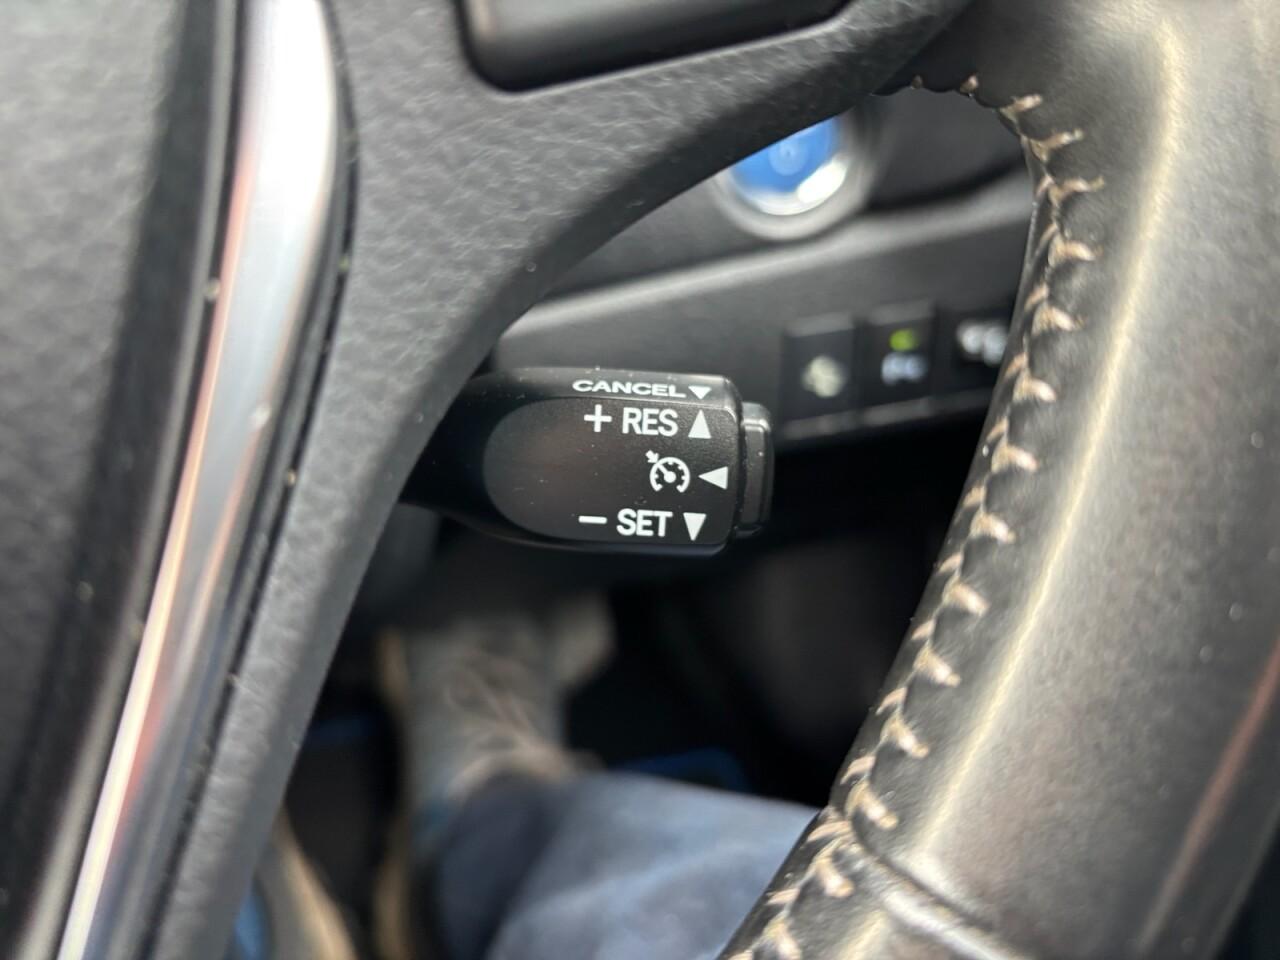 CANCEL▼
+ RES ▲
◀
− SET ▼